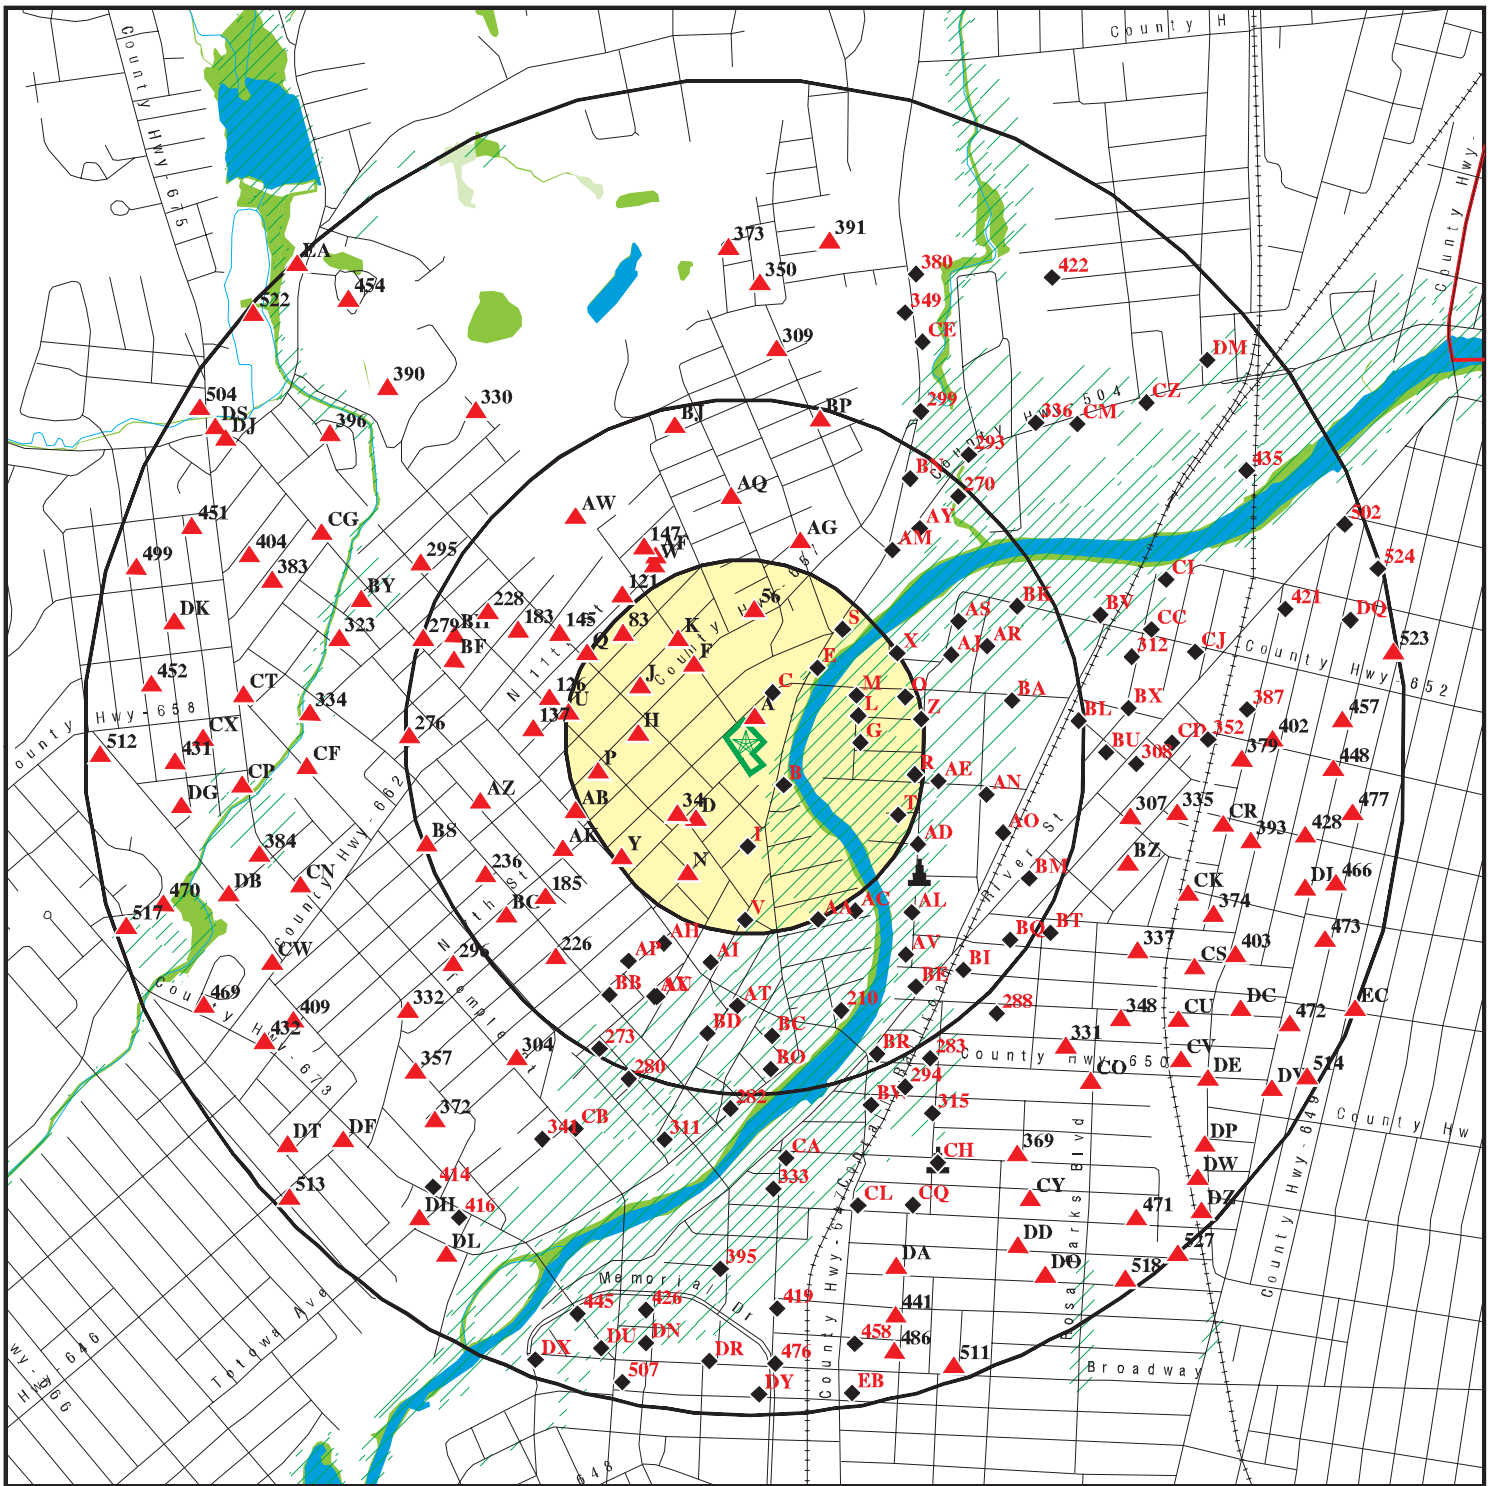 County H
County Hwy-675
County Hwy-
EA
454
522
373
391
350
380
422
349
CE
309
DM
390
330
504
DS
DJ
396
BJ
BP
299
County Hwy 504
336
CM
CZ
293
435
BN
270
AQ
AW
451
CG
404
499
383
295
147
AF
W
AG
AY
AM
502
524
CI
BY
DK
121
56
County Hwy-657
228
183
145
83
K
S
AS
BK
BV
CC
421
DQ
323
279
BH
BF
Q
F
E
X
AJ
AR
312
CJ
523
N 11th St
County Hwy-652
452
CT
J
126
U
C
M
O
BA
334
County Hwy-658
CX
276
137
H
A
L
Z
BL
BX
387
457
512
431
CF
G
BU
308
CD
352
402
379
448
CP
P
B
R
AE
AN
DG
County Hwy-662
AZ
AB
34
D
T
307
335
CR
477
BS
AK
Y
I
AD
AO
River St
393
428
384
236
N
BZ
CN
DB
185
BM
CK
DI
466
470
517
BG
V
AA
AC
AL
374
BQ
BT
473
CW
296
226
AP
AH
AI
AV
BI
337
CS
403
N Temple St
BB
AX
AT
BE
469
County Hwy-673
409
332
210
288
348
CU
DC
472
EC
432
BD
BC
273
331
304
BO
BR
283
County Hwy-650
CV
357
280
294
CO
DE
DV
514
282
315
County Hw
372
CB
341
311
DT
DF
369
DP
CA
CH
414
513
333
DW
CY
DH
416
CL
CQ
471
DZ
DL
DD
527
DA
DO
518
395
Memorial Dr
Rosa Parks Blvd
County Hwy-649
County Hwy-647
445
426
419
441
Totowa Ave
458
486
DU
DN
DX
DR
476
511
Broadway
507
DY
EB
Hwy-646
648